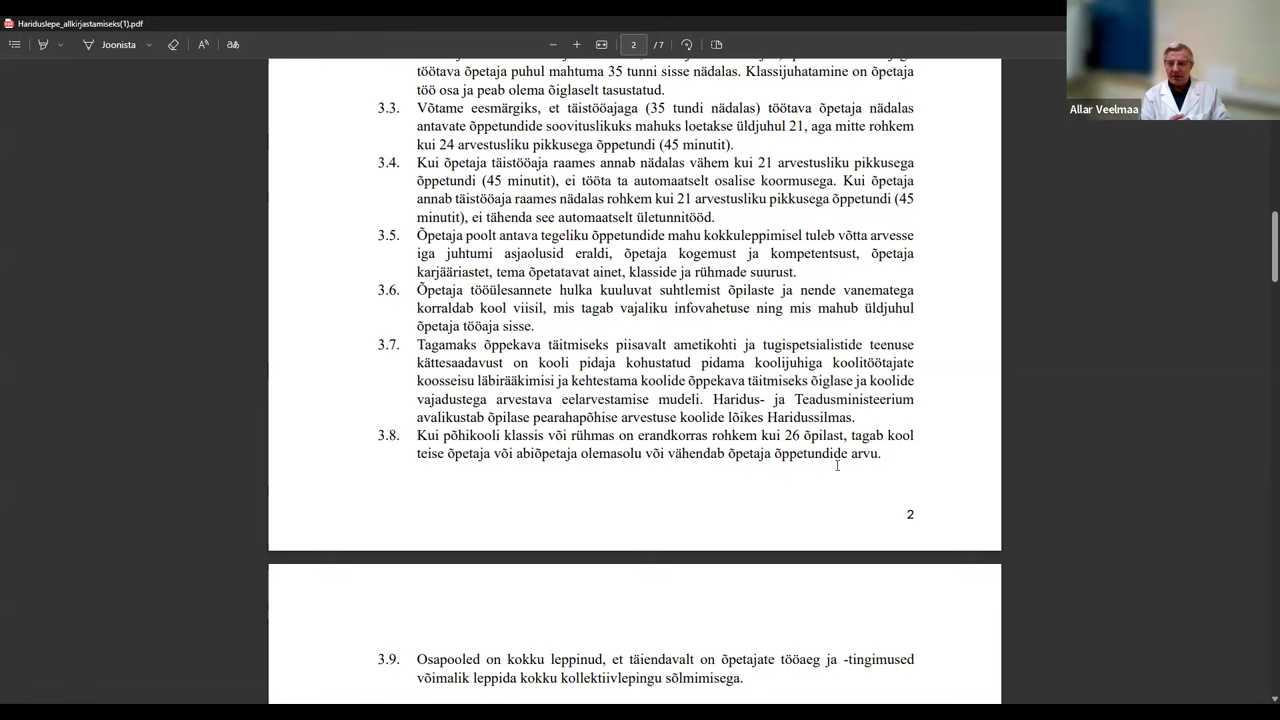 Hariduslepe_allkirjastamiseks(1).pdf
Joonista
2 / 7
Allar Veelmaa
töötava õpetaja puhul mahtuma 35 tunni sisse nädalas. Klassijuhatamine on õpetaja
töö osa ja peab olema õiglaselt tasustatud.
3.3. Võtame eesmärgiks, et täistööajaga (35 tundi nädalas) töötava õpetaja nädalas
antavate õppetundide soovituslikuks mahuks loetakse üldjuhul 21, aga mitte rohkem
kui 24 arvestusliku pikkusega õppetundi (45 minutit).
3.4. Kui õpetaja täistööaja raames annab nädalas vähem kui 21 arvestusliku pikkusega
õppetundi (45 minutit), ei tööta ta automaatselt osalise koormusega. Kui õpetaja
annab täistööaja raames nädalas rohkem kui 21 arvestusliku pikkusega õppetundi (45
minutit), ei tähenda see automaatselt ületunnitööd.
3.5. Õpetaja poolt antava tegeliku õppetundide mahu kokkuleppimisel tuleb võtta arvesse
iga juhtumi asjaolusid eraldi, õpetaja kogemust ja kompetentsust, õpetaja
karjääriastet, tema õpetatavat ainet, klasside ja rühmade suurust.
3.6. Õpetaja tööülesannete hulka kuuluvat suhtlemist õpilaste ja nende vanematega
korraldab kool viisil, mis tagab vajaliku infovahetuse ning mis mahub üldjuhul
õpetaja tööaja sisse.
3.7. Tagamaks õppekava täitmiseks piisavalt ametikohti ja tugispetsialistide teenuse
kättesaadavust on kooli pidaja kohustatud pidama koolijuhiga koolitöötajate
koosseisu läbirääkimisi ja kehtestama koolide õppekava täitmiseks õiglase ja koolide
vajadustega arvestava eelarvestamise mudeli. Haridus- ja Teadusministeerium
avalikustab õpilase pearahapõhise arvestuse koolide lõikes Haridussilmas.
3.8. Kui põhikooli klassis või rühmas on erandkorras rohkem kui 26 õpilast, tagab kool
teise õpetaja või abiõpetaja olemasolu või vähendab õpetaja õppetundide arvu.
2
3.9. Osapooled on kokku leppinud, et täiendavalt on õpetajate tööaeg ja -tingimused
võimalik leppida kokku kollektiivlepingu sõlmimisega.